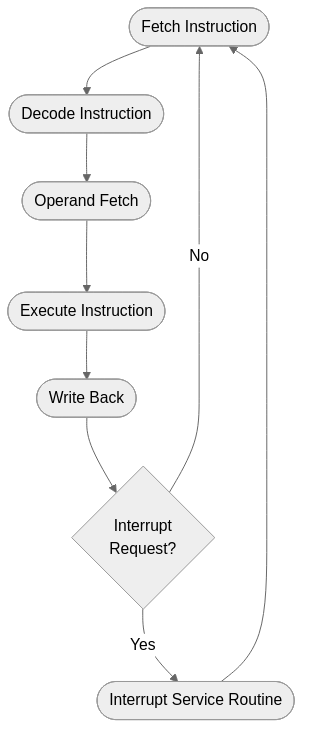 Fetch Instruction
Decode Instruction
Operand Fetch
No
Execute Instruction
Write Back
Interrupt
Request?
Yes
Interrupt Service Routine